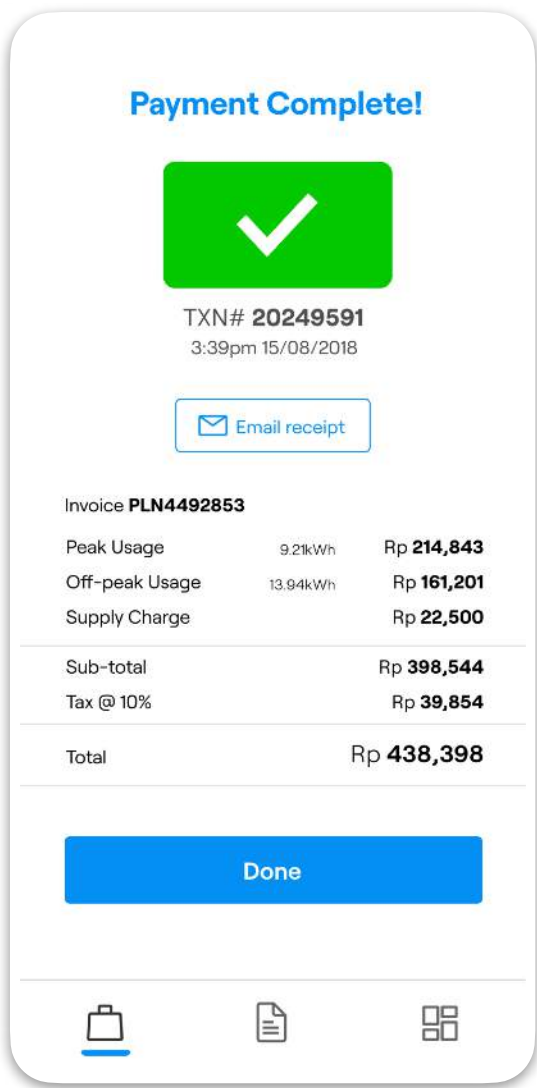 Payment Complete!
TXN# 20249591
3:39pm 15/08/2018
Email receipt
Invoice PLN4492853
Peak Usage 9.21kWh Rp 214,843
Off-peak Usage 13.94kWh Rp 161,201
Supply Charge Rp 22,500
Sub-total Rp 398,544
Tax @ 10% Rp 39,854
Total Rp 438,398
Done